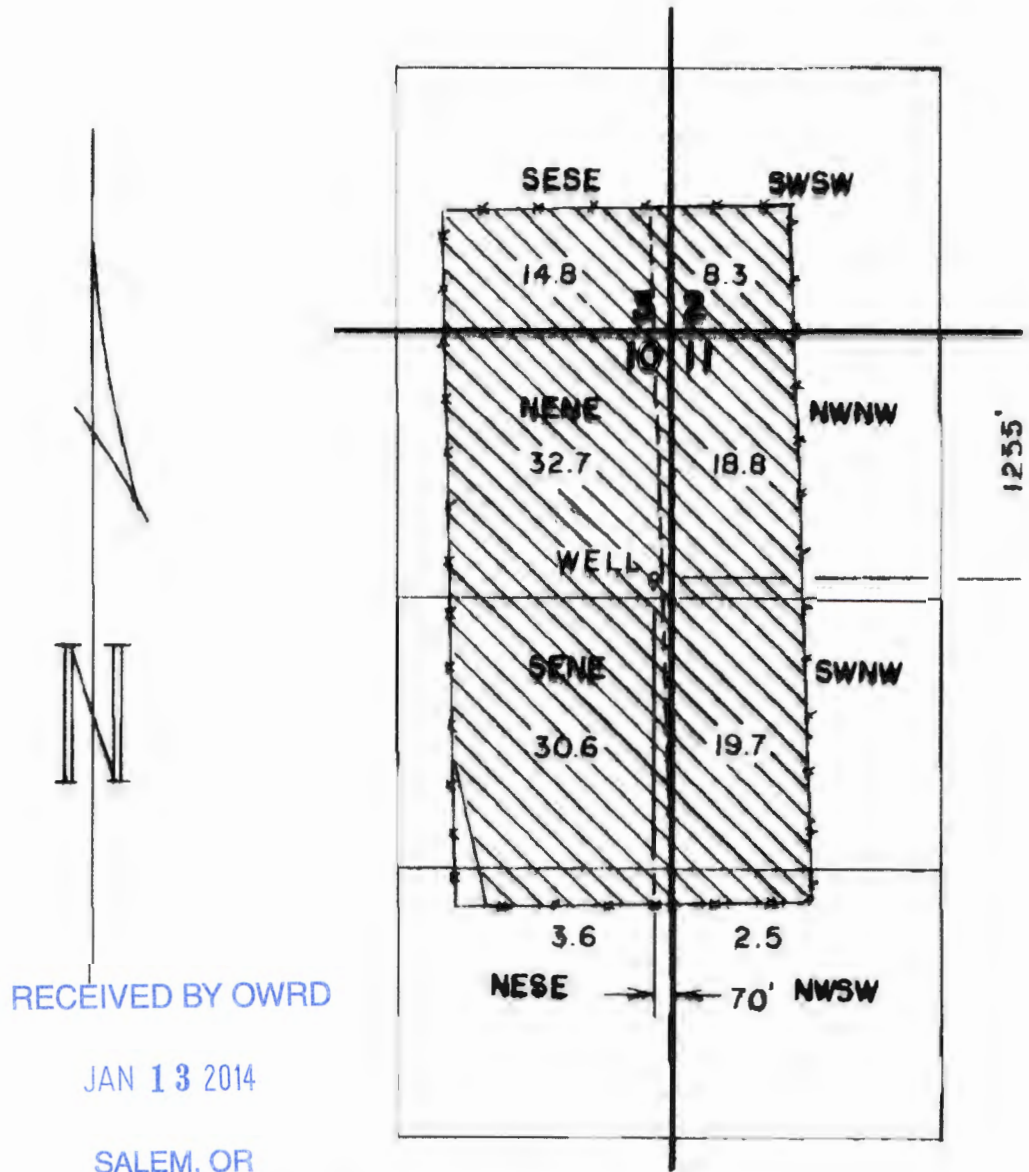 SESE SWSW
14.8 8.3
3 2
10 11
NENE NWNW
32.7 18.8
1255'
WELL
SENE SWNW
30.6 19.7
N
3.6 2.5
NESE 70' NWSW
RECEIVED BY OWRD
JAN 13 2014
SALEM, OR